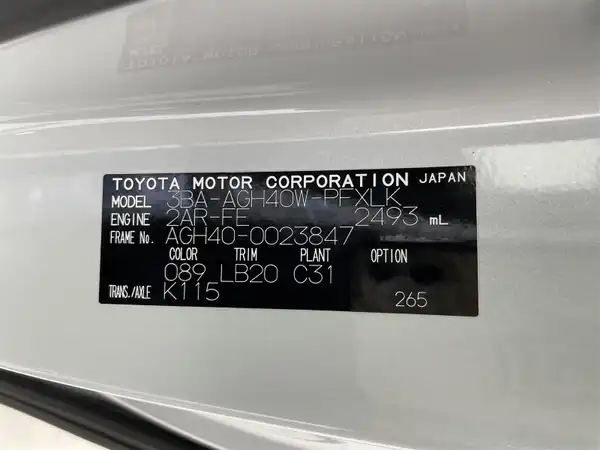 TOYOTA MOTOR CORPORATION JAPAN
MODEL 3BA-AGH40W-PFXLK
ENGINE 2AR-FE 2493 mL
FRAME No. AGH40-0023847
COLOR TRIM PLANT OPTION
089 LB20 C31
TRANS./AXLE K115
265